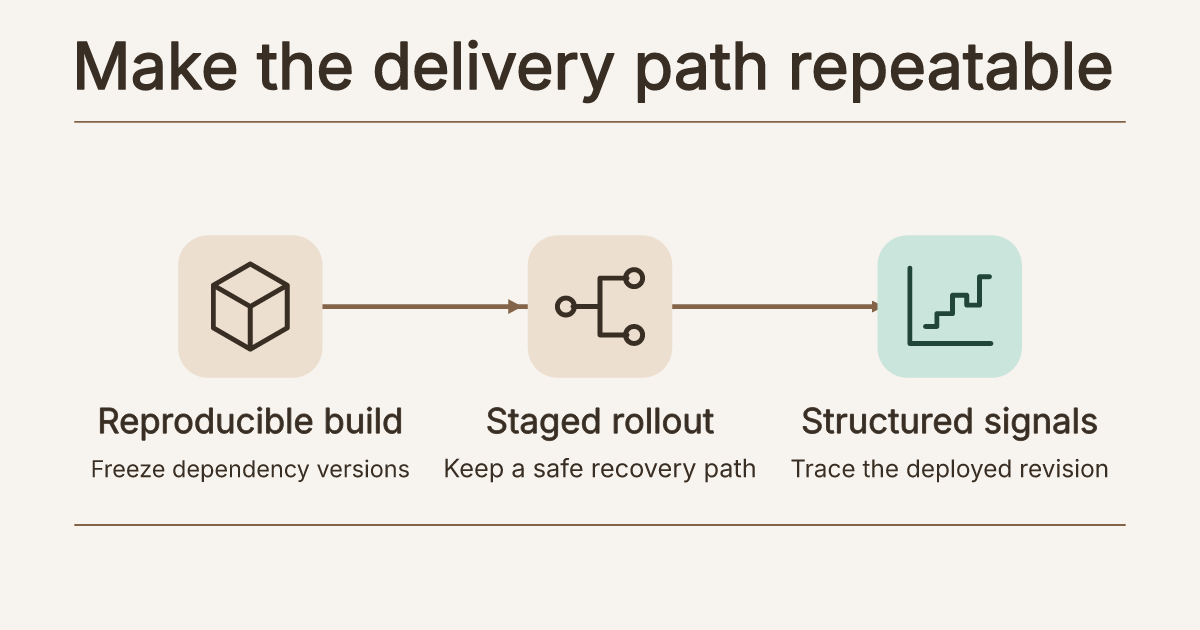 Make the delivery path repeatable
Reproducible build
Staged rollout
Structured signals
Freeze dependency versions
Keep a safe recovery path
Trace the deployed revision